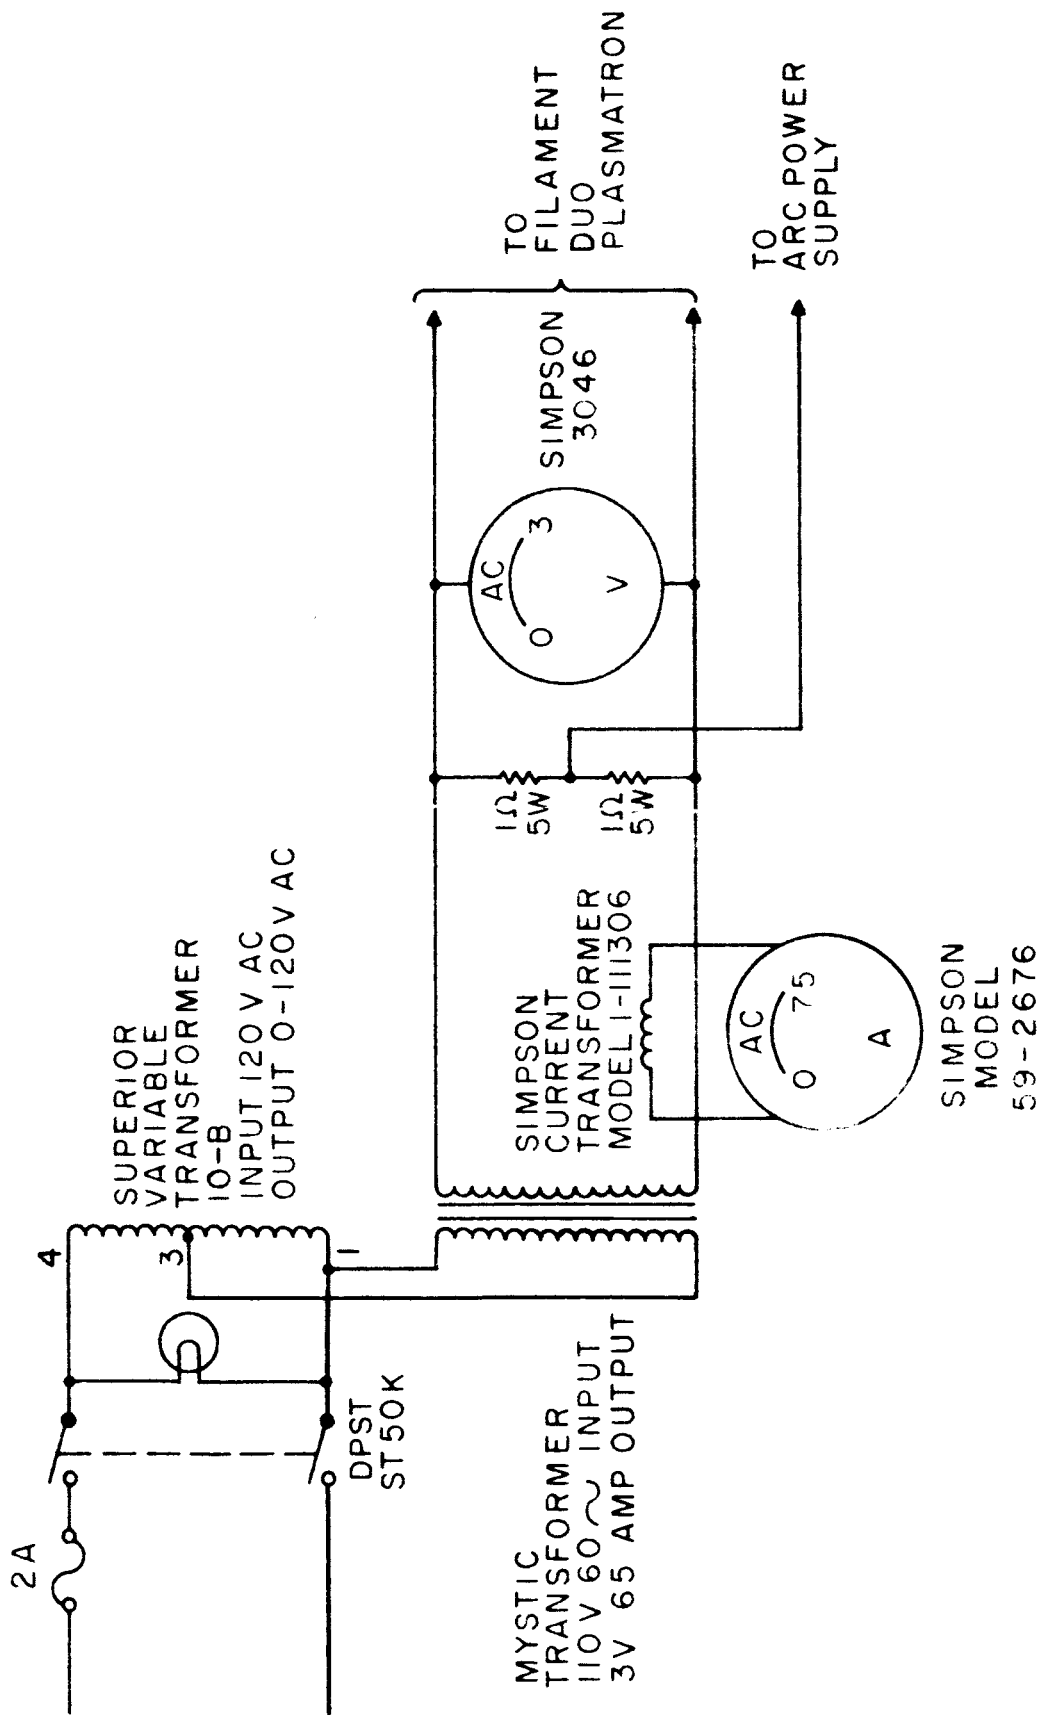 2A
DPST
ST50K
4
3
1
SUPERIOR
VARIABLE
TRANSFORMER
10-B
INPUT 120 V AC
OUTPUT 0-120 V AC
MYSTIC
TRANSFORMER
110V 60 ~ INPUT
3V 65 AMP OUTPUT
SIMPSON
CURRENT
TRANSFORMER
MODEL 1-111306
AC
0 75
A
SIMPSON
MODEL
59-2676
1Ω
5W
1Ω
5W
AC
0 3
V
SIMPSON
3046
TO
FILAMENT
DUO
PLASMATRON
TO
ARC POWER
SUPPLY